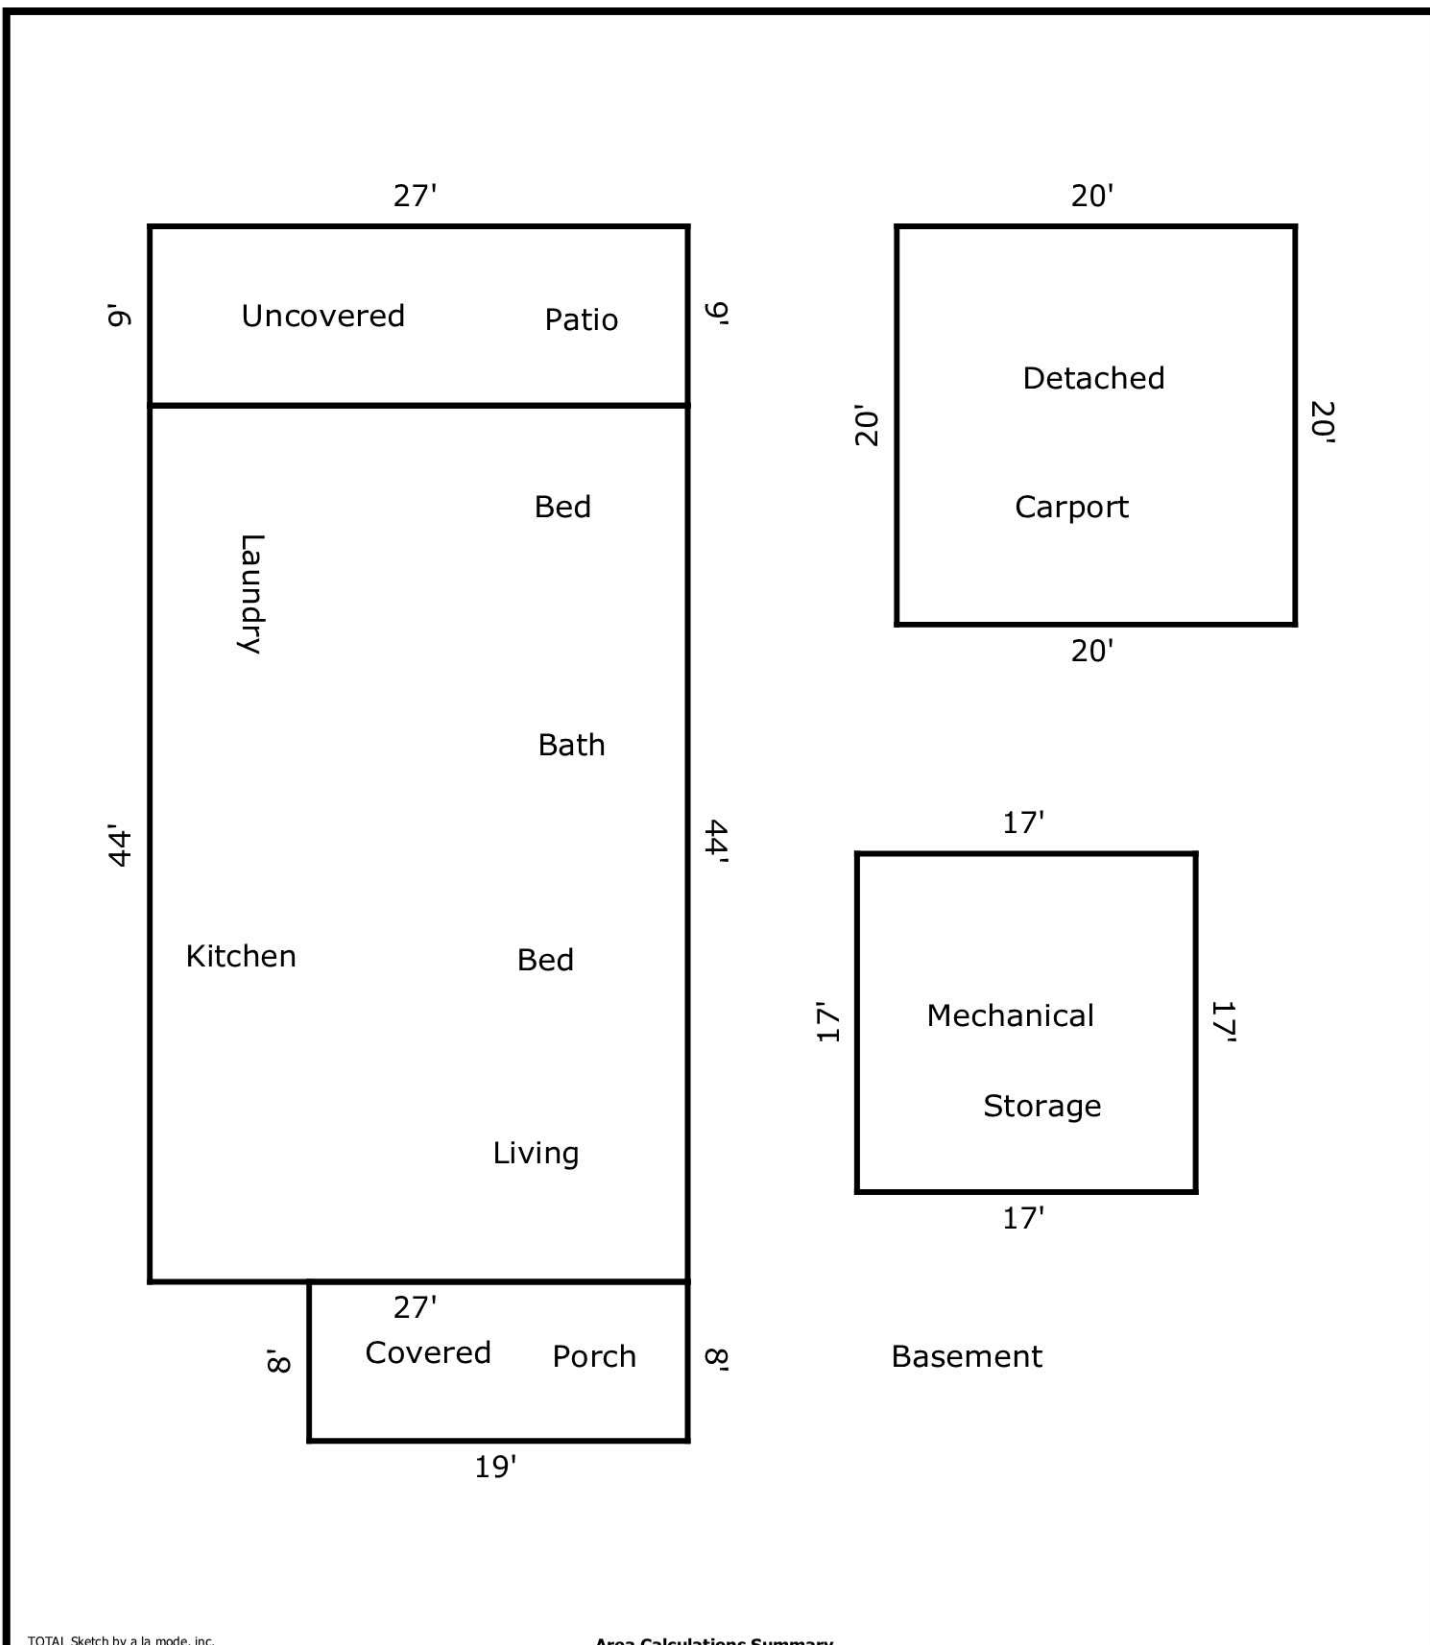 27'
20'
9'
Uncovered Patio
9'
Detached
20'
20'
Carport
Bed
Laundry
20'
Bath
17'
44'
44'
Kitchen
Bed
17'
Mechanical
17'
Storage
Living
17'
27'
8'
Covered Porch
8'
Basement
19'
TOTAL Sketch by a la mode, inc.
Area Calculations Summary